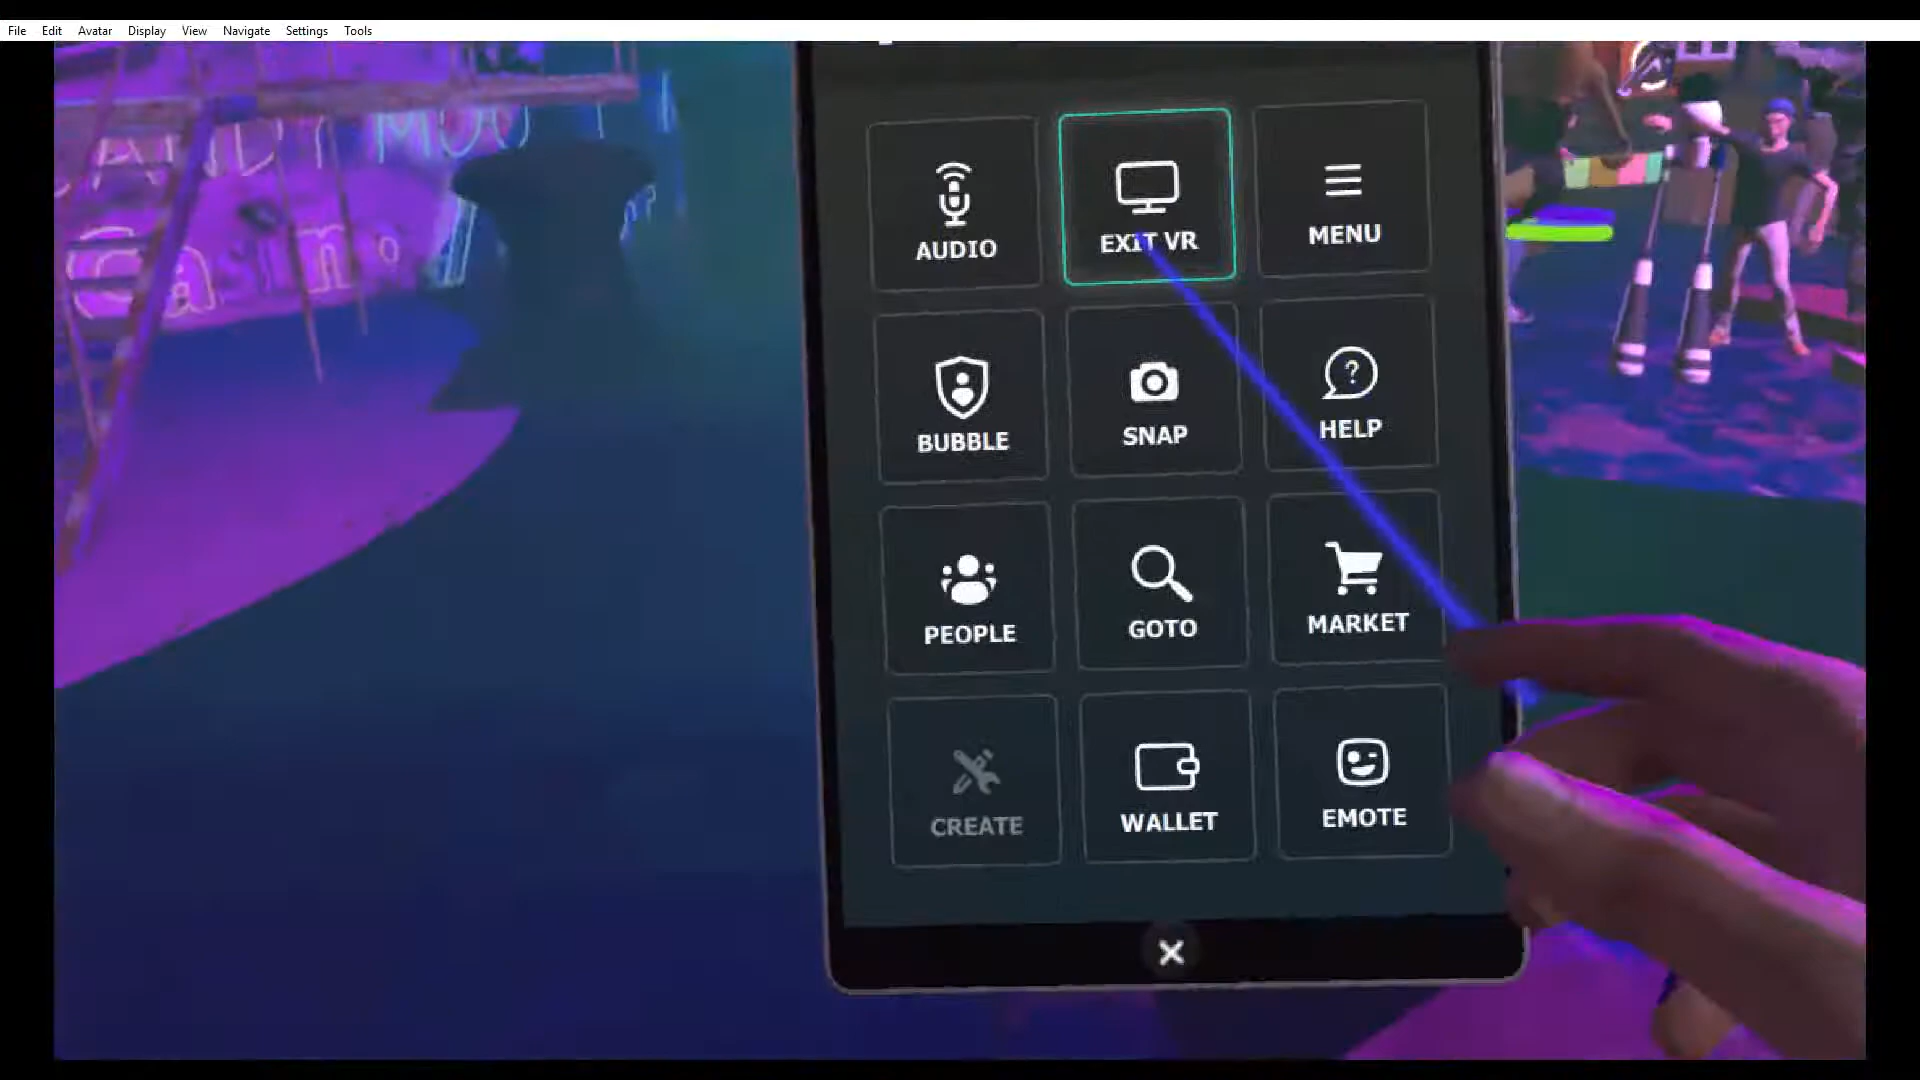 File Edit Avatar Display View Navigate Settings Tools
AUDIO
EXIT VR
MENU
BUBBLE
SNAP
HELP
PEOPLE
GOTO
MARKET
CREATE
WALLET
EMOTE